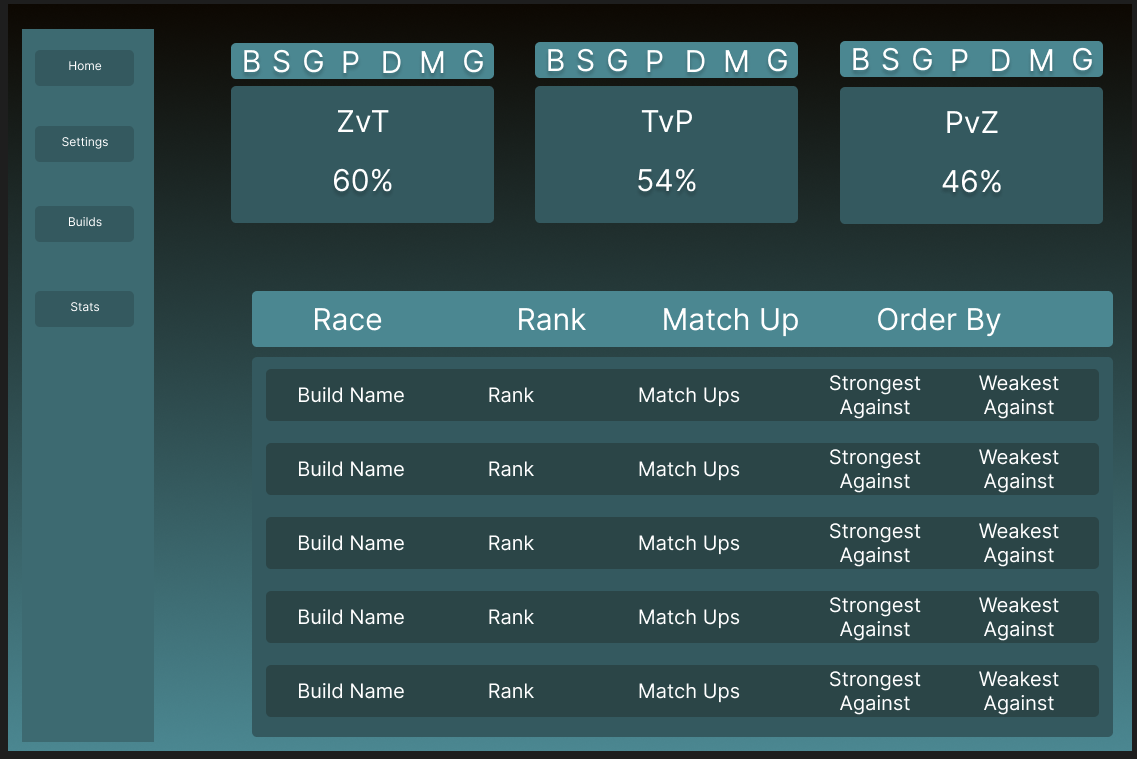 Home
Settings
Builds
Stats
B S G P D M G
B S G P D M G
B S G P D M G
ZvT
60%
TvP
54%
PvZ
46%
Race Rank Match Up Order By
Build Name Rank Match Ups Strongest Against Weakest Against
Build Name Rank Match Ups Strongest Against Weakest Against
Build Name Rank Match Ups Strongest Against Weakest Against
Build Name Rank Match Ups Strongest Against Weakest Against
Build Name Rank Match Ups Strongest Against Weakest Against